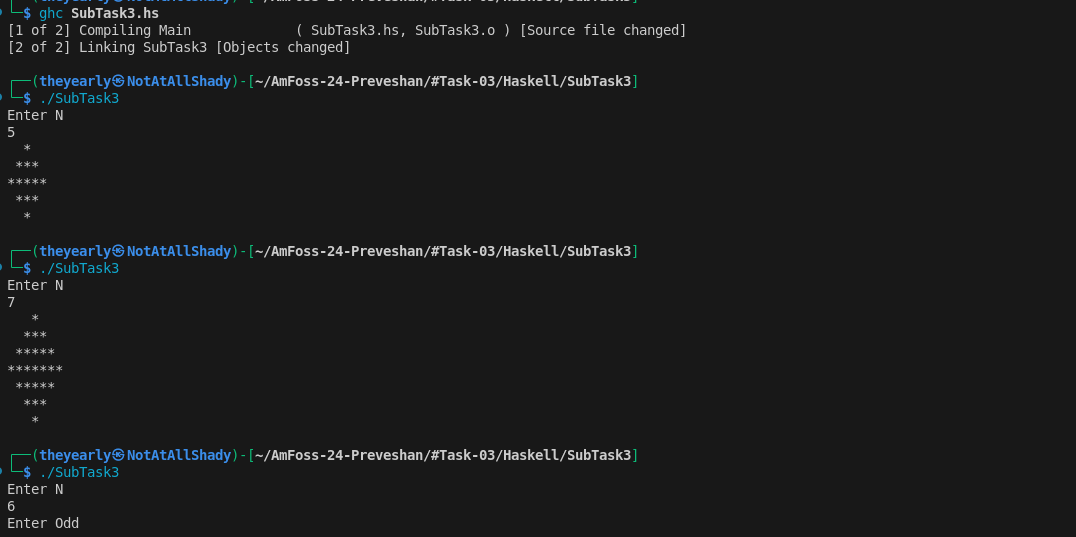 └─$ ghc SubTask3.hs
[1 of 2] Compiling Main             ( SubTask3.hs, SubTask3.o ) [Source file changed]
[2 of 2] Linking SubTask3 [Objects changed]

┌──(theyearly㉿NotAtAllShady)-[~/AmFoss-24-Preveshan/#Task-03/Haskell/SubTask3]
└─$ ./SubTask3
Enter N
5
  *
 ***
*****
 ***
  *

┌──(theyearly㉿NotAtAllShady)-[~/AmFoss-24-Preveshan/#Task-03/Haskell/SubTask3]
└─$ ./SubTask3
Enter N
7
   *
  ***
 *****
*******
 *****
  ***
   *

┌──(theyearly㉿NotAtAllShady)-[~/AmFoss-24-Preveshan/#Task-03/Haskell/SubTask3]
└─$ ./SubTask3
Enter N
6
Enter Odd